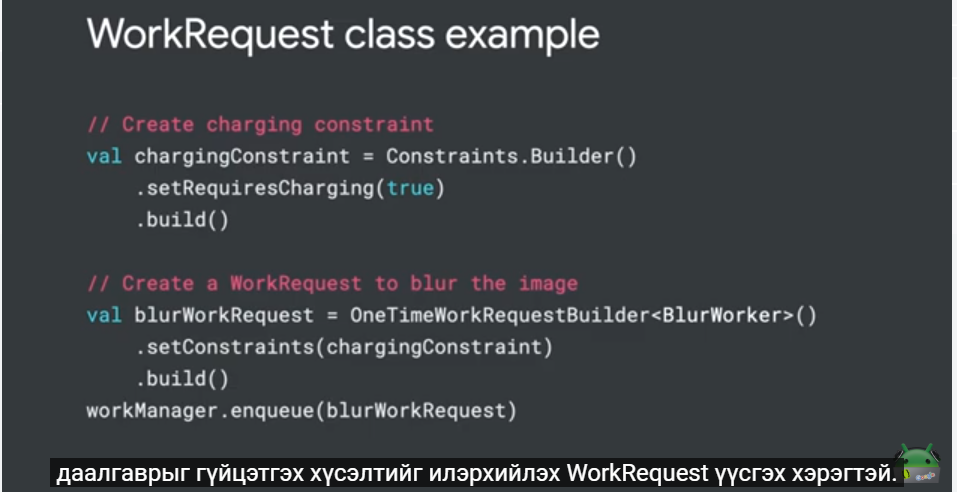 WorkRequest class example
// Create charging constraint
val chargingConstraint = Constraints.Builder()
.setRequiresCharging(true)
.build()
// Create a WorkRequest to blur the image
val blurWorkRequest = OneTimeWorkRequestBuilder<BlurWorker>()
.setConstraints(chargingConstraint)
.build()
workManager.enqueue(blurWorkRequest)
даалгаврыг гүйцэтгэх хүсэлтийг илэрхийлэх WorkRequest үүсгэх хэрэгтэй.